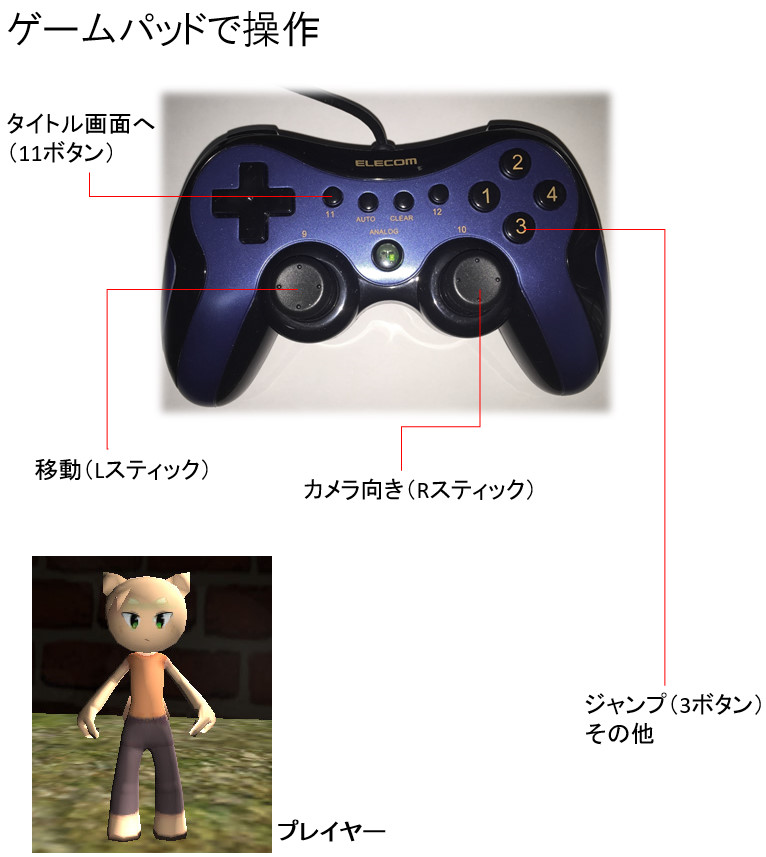 ゲームパッドで操作
タイトル画面へ
（11ボタン）
ELECOM
2
1
4
3
11
AUTO
CLEAR
12
9
ANALOG
10
移動（Lスティック）
カメラ向き（Rスティック）
ジャンプ（3ボタン）
その他
プレイヤー